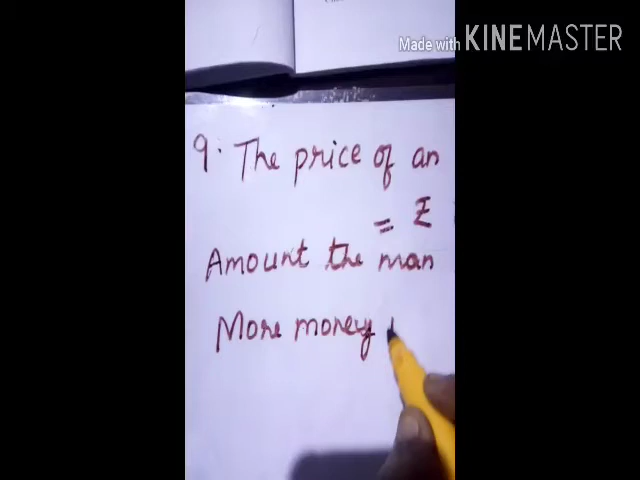 Made with KINEMASTER
9. The price of an
= ₹
Amount the man
More money